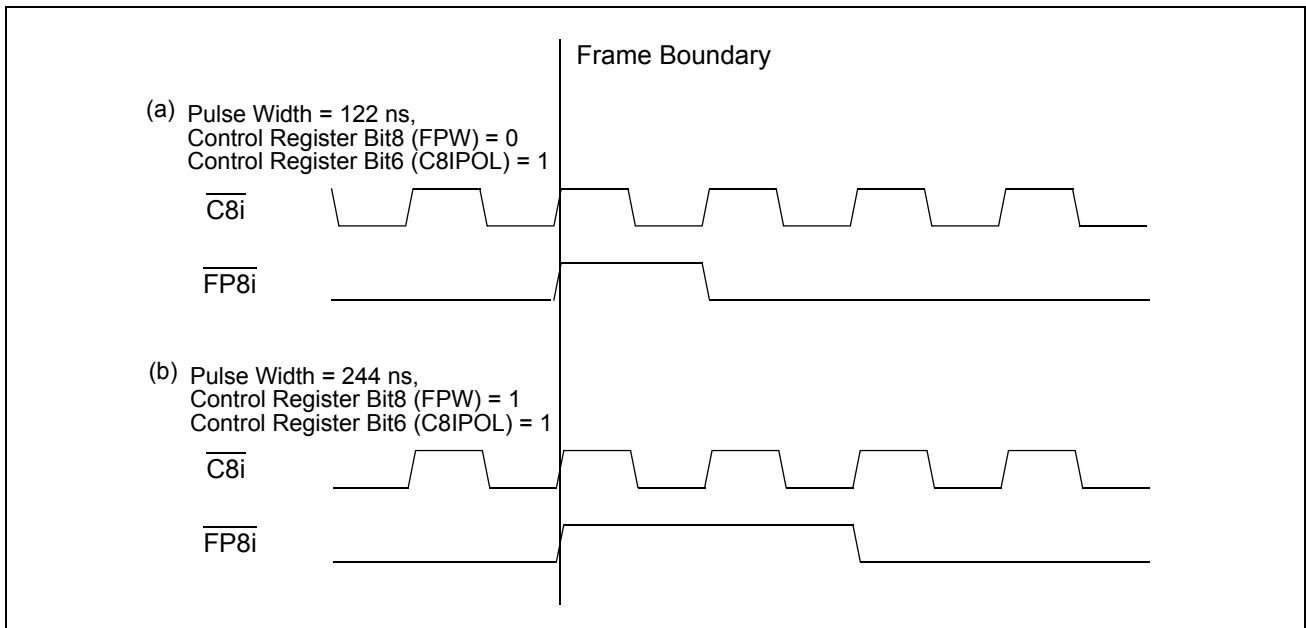 Frame Boundary
(a) Pulse Width = 122 ns,
Control Register Bit8 (FPW) = 0
Control Register Bit6 (C8IPOL) = 1
C8i
FP8i
(b) Pulse Width = 244 ns,
Control Register Bit8 (FPW) = 1
Control Register Bit6 (C8IPOL) = 1
C8i
FP8i